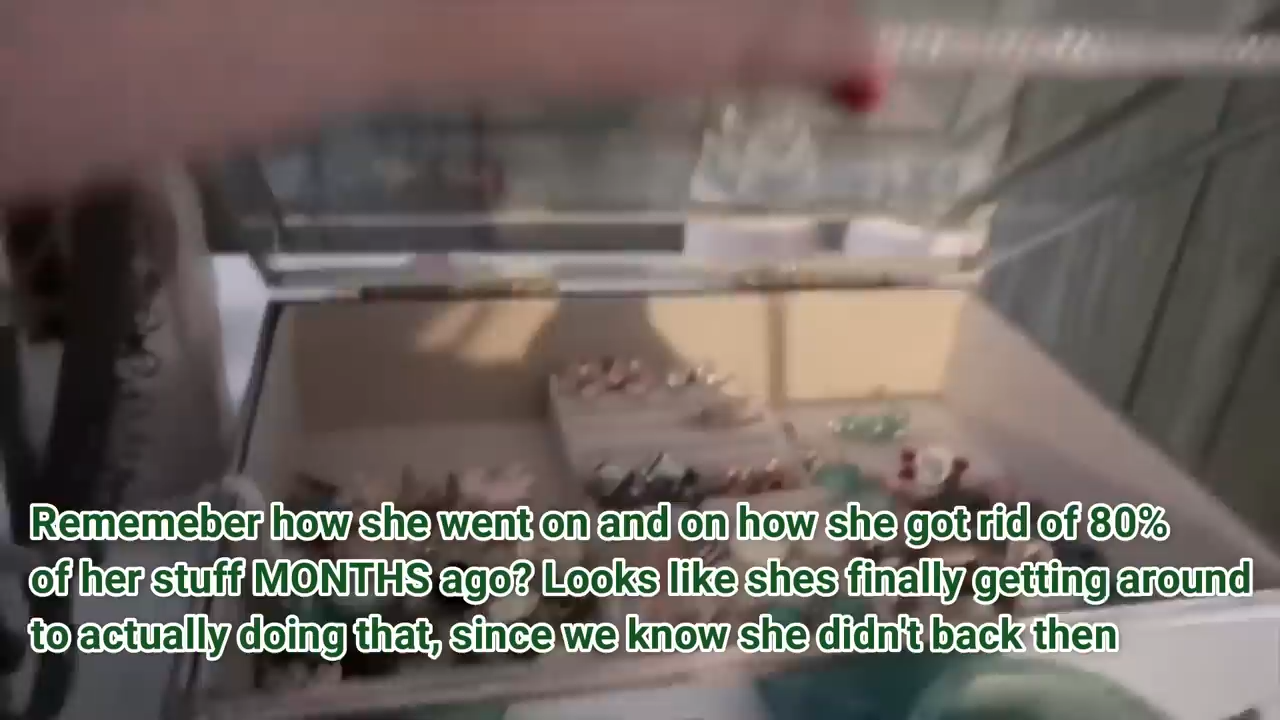 Rememeber how she went on and on how she got rid of 80%
of her stuff MONTHS ago? Looks like shes finally getting around
to actually doing that, since we know she didn't back then